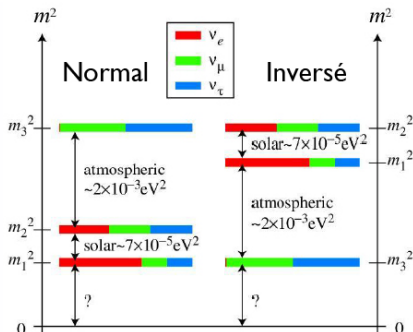 m²
m²
νe
νμ
ντ
Normal
Inversé
m₃²
m₂²
m₁²
0
atmospheric
~2×10⁻³eV²
solar~7×10⁻⁵eV²
?
solar~7×10⁻⁵eV²
atmospheric
~2×10⁻³eV²
?
m₂²
m₁²
m₃²
0